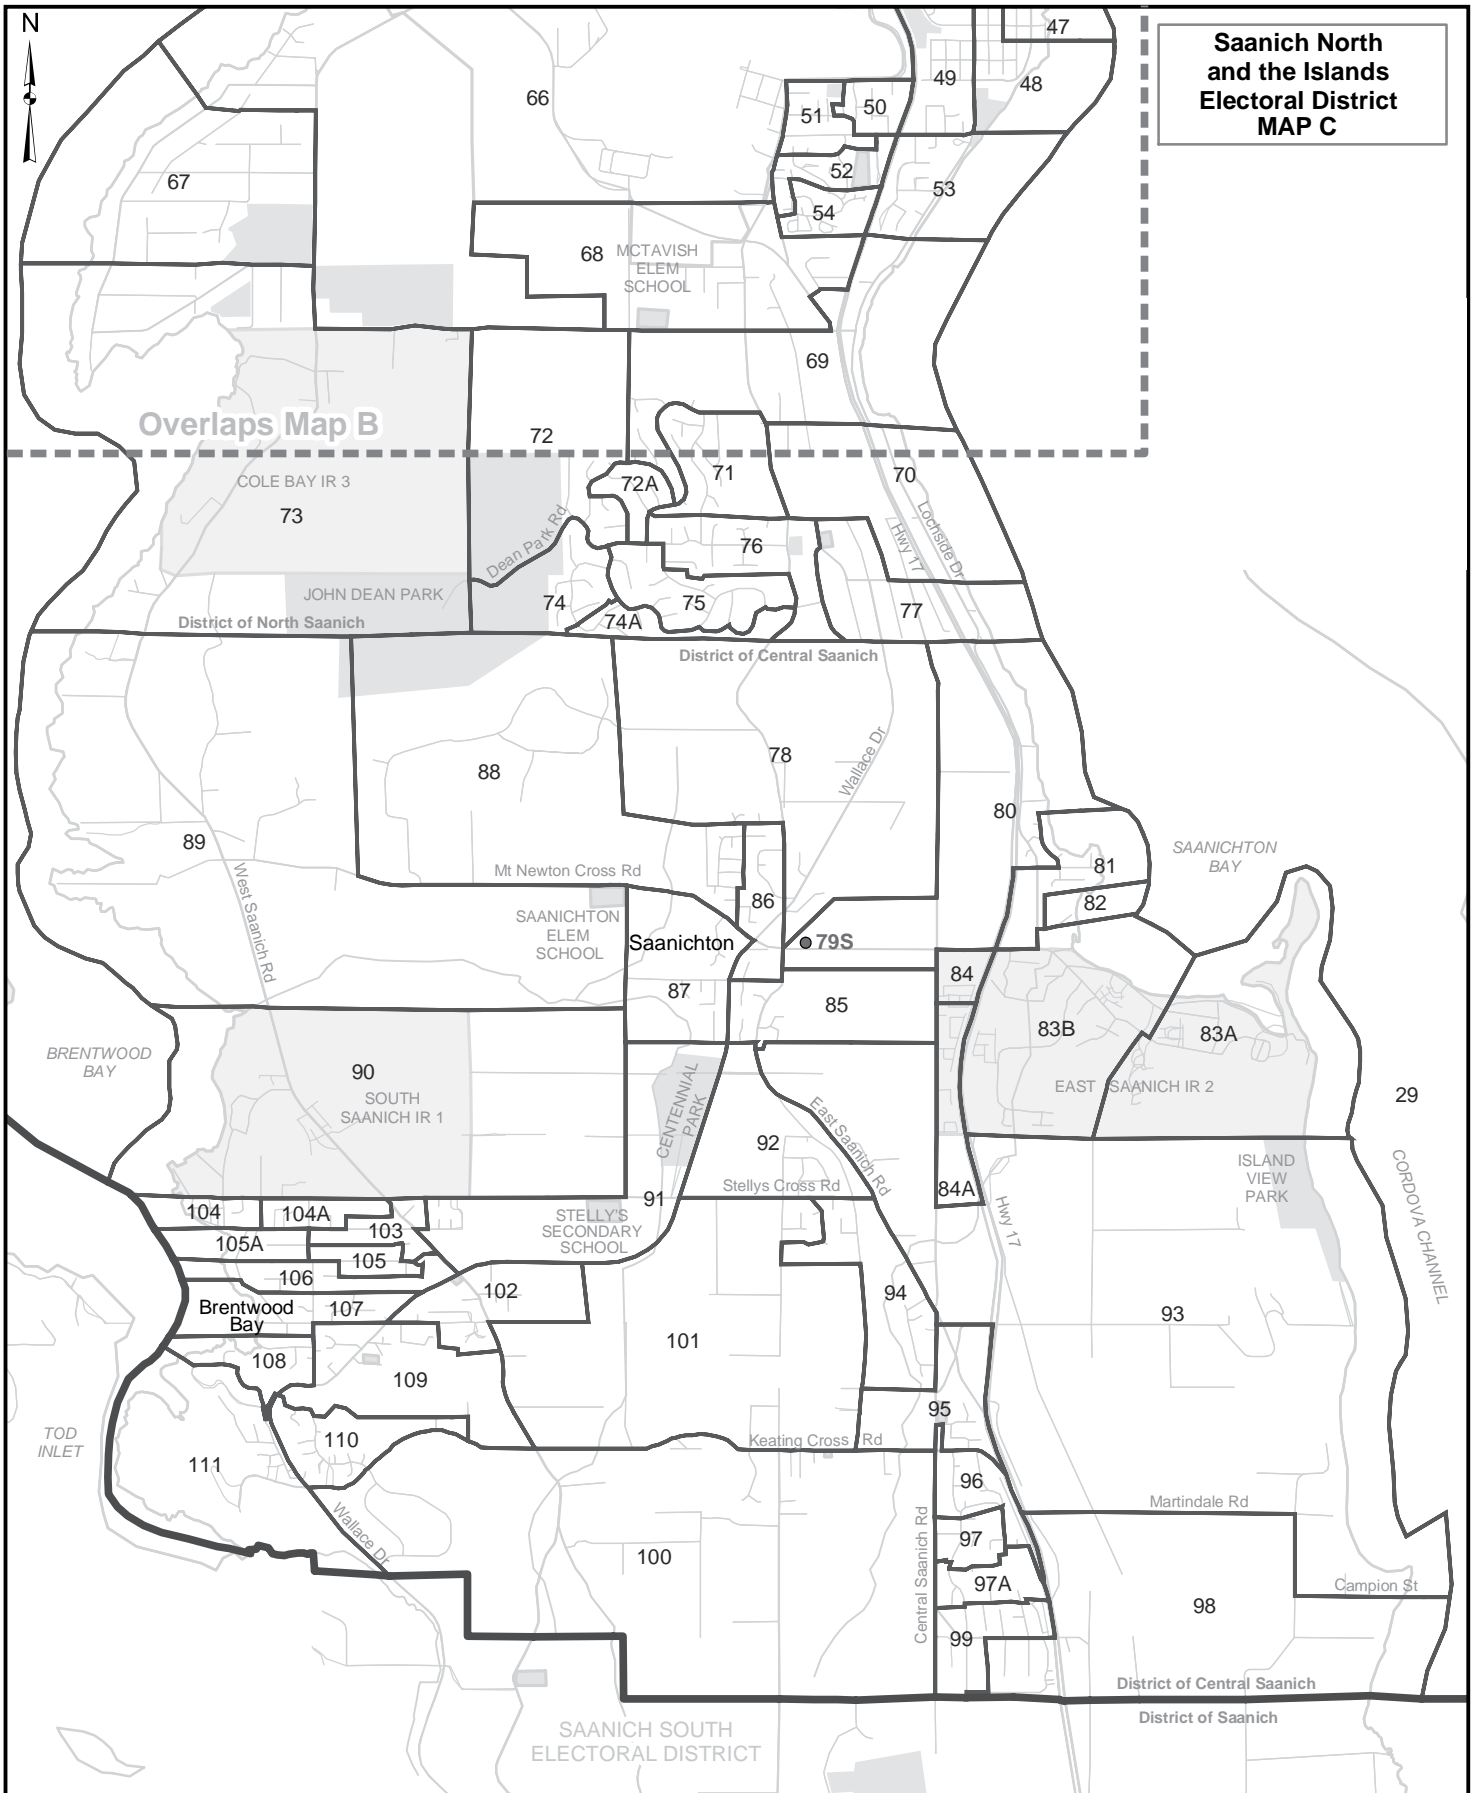 N
Saanich North
and the Islands
Electoral District
MAP C
47
49
48
66
51
50
52
53
67
54
68
MCTAVISH
ELEM
SCHOOL
69
Overlaps Map B
72
71
70
72A
COLE BAY IR 3
73
Lochside Dr
Hwy 17
Dean Park Rd
76
JOHN DEAN PARK
74
75
77
74A
District of North Saanich
District of Central Saanich
78
Wallace Dr
88
80
89
SAANICHTON
BAY
81
Mt Newton Cross Rd
86
82
West Saanich Rd
SAANICHTON
ELEM
SCHOOL
Saanichton
79S
84
87
85
83B
83A
BRENTWOOD
BAY
90
SOUTH
SAANICH IR 1
CENTENNIAL
PARK
EAST SAANICH IR 2
29
92
East Saanich Rd
ISLAND
VIEW
PARK
CORDOVA CHANNEL
Stellys Cross Rd
84A
91
104
104A
STELLY'S
SECONDARY
SCHOOL
Hwy 17
103
105A
105
106
102
94
Brentwood
Bay
107
93
101
108
109
95
TOD
INLET
110
Keating Cross Rd
111
96
Martindale Rd
Wallace Dr
97
100
Central Saanich Rd
97A
Campion St
98
99
District of Central Saanich
District of Saanich
SAANICH SOUTH
ELECTORAL DISTRICT